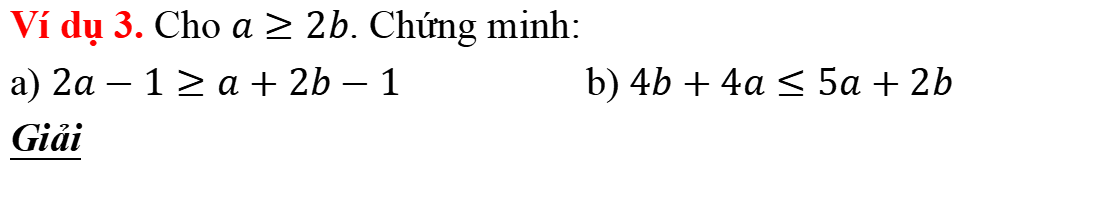 Ví dụ 3. Cho 𝑎 ≥ 2𝑏. Chứng minh:
a) 2𝑎 − 1 ≥ 𝑎 + 2𝑏 − 1 b) 4𝑏 + 4𝑎 ≤ 5𝑎 + 2𝑏
Giải